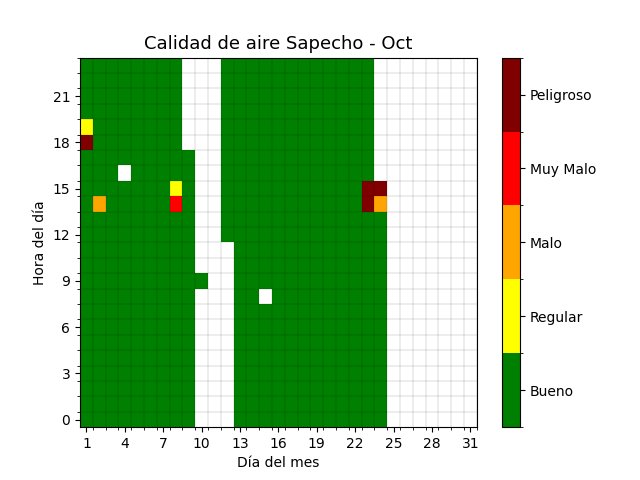 Calidad de aire Sapecho - Oct
Hora del día
21
18
15
12
9
6
3
0
1 4 7 10 13 16 19 22 25 28 31
Día del mes
Peligroso
Muy Malo
Malo
Regular
Bueno